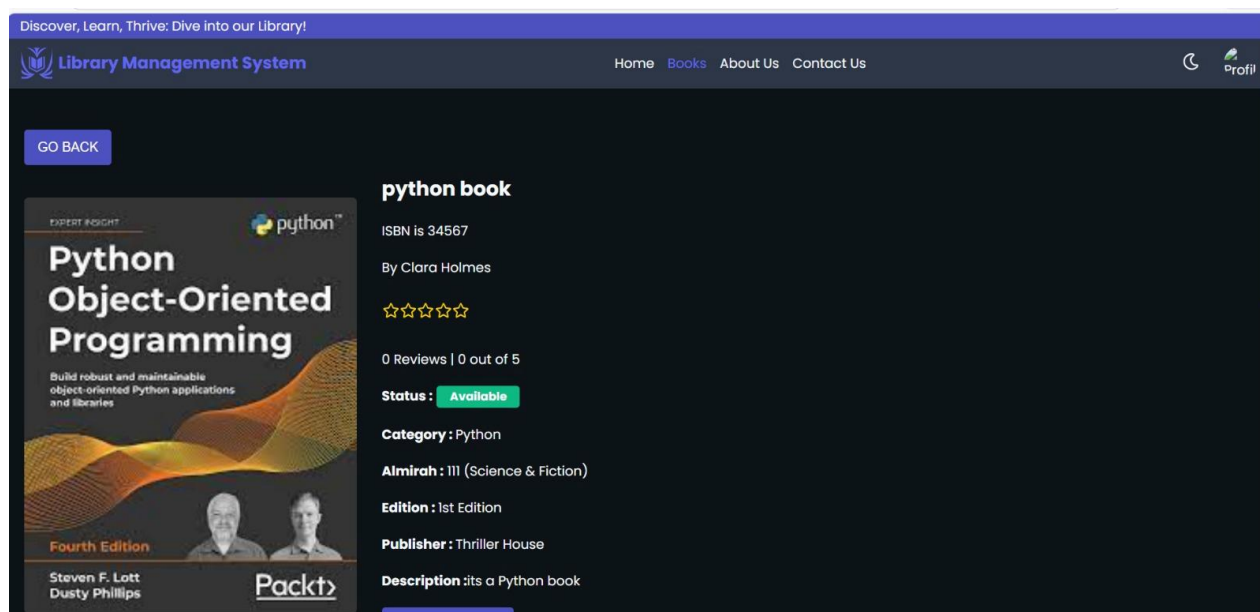 Discover, Learn, Thrive: Dive into our Library!
Library Management System
Home Books About Us Contact Us
Profil
GO BACK
EXPERT INSIGHT
python™
Python
Object-Oriented
Programming
Build robust and maintainable
object-oriented Python applications
and libraries
Fourth Edition
Steven F. Lott
Dusty Phillips
Packt>
python book
ISBN is 34567
By Clara Holmes
0 Reviews | 0 out of 5
Status : Available
Category : Python
Almirah : 111 (Science & Fiction)
Edition : 1st Edition
Publisher : Thriller House
Description :its a Python book